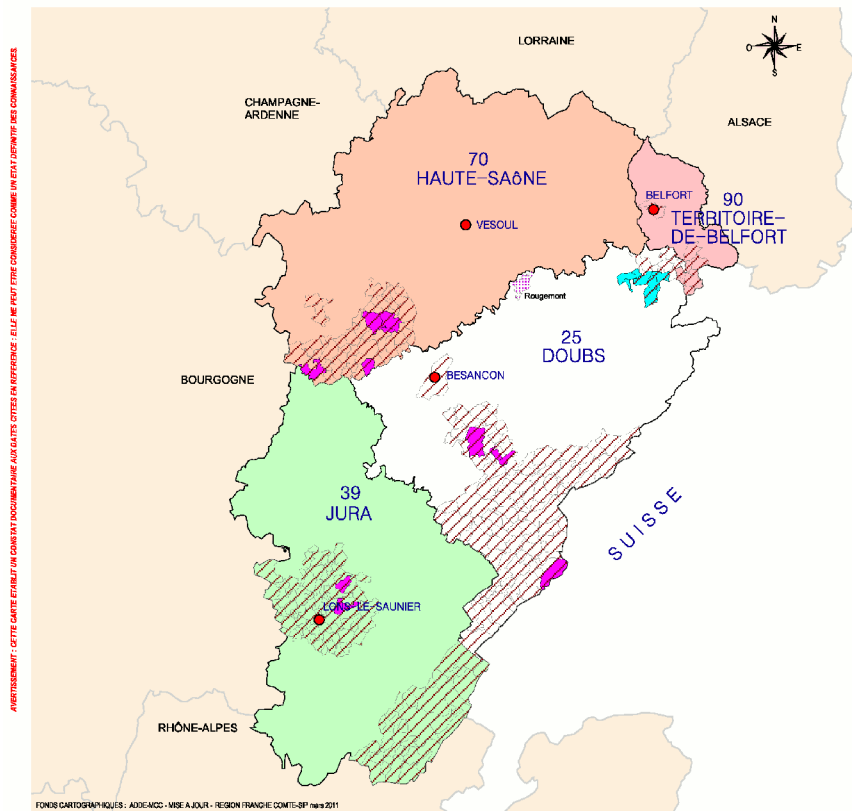 N
O
E
S
LORRAINE
CHAMPAGNE-
ARDENNE
ALSACE
70
HAUTE-SAôNE
BELFORT
90
TERRITOIRE-
DE-BELFORT
VESOUL
Rougemont
25
DOUBS
BOURGOGNE
BESANCON
39
JURA
SUISSE
LONS-LE-SAUNIER
RHÔNE-ALPES
AVERTISSEMENT : CETTE CARTE ETABLIT UN CONSTAT DOCUMENTAIRE AUX DATES CITEES EN REFERENCE : ELLE NE PEUT ETRE CONSIDEREE COMME UN ETAT DEFINITIF DES CONNAISSANCES
FONDS CARTOGRAPHIQUES : ADDE-MCC - MISE A JOUR - REGION FRANCHE COMTE-SIP mars 2011